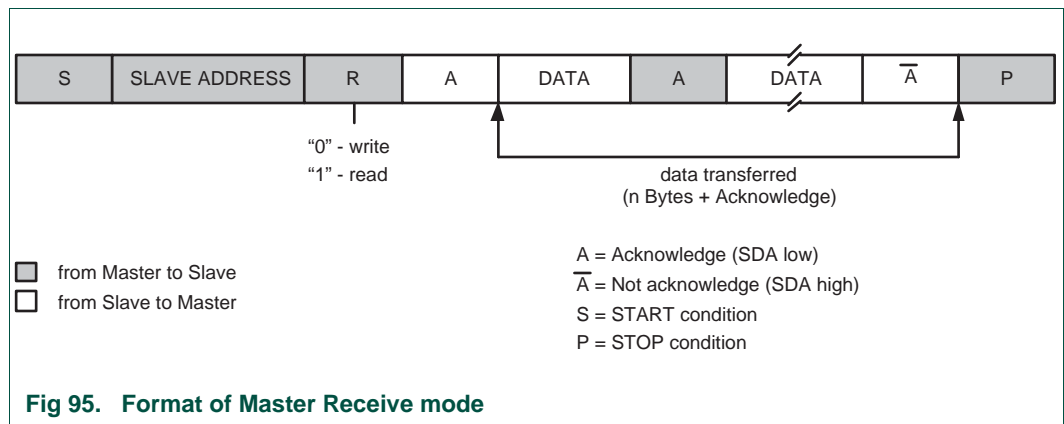 S SLAVE ADDRESS R A DATA A DATA A̅ P
“0” - write
“1” - read
data transferred
(n Bytes + Acknowledge)
from Master to Slave
from Slave to Master
A = Acknowledge (SDA low)
A̅ = Not acknowledge (SDA high)
S = START condition
P = STOP condition
Fig 95. Format of Master Receive mode